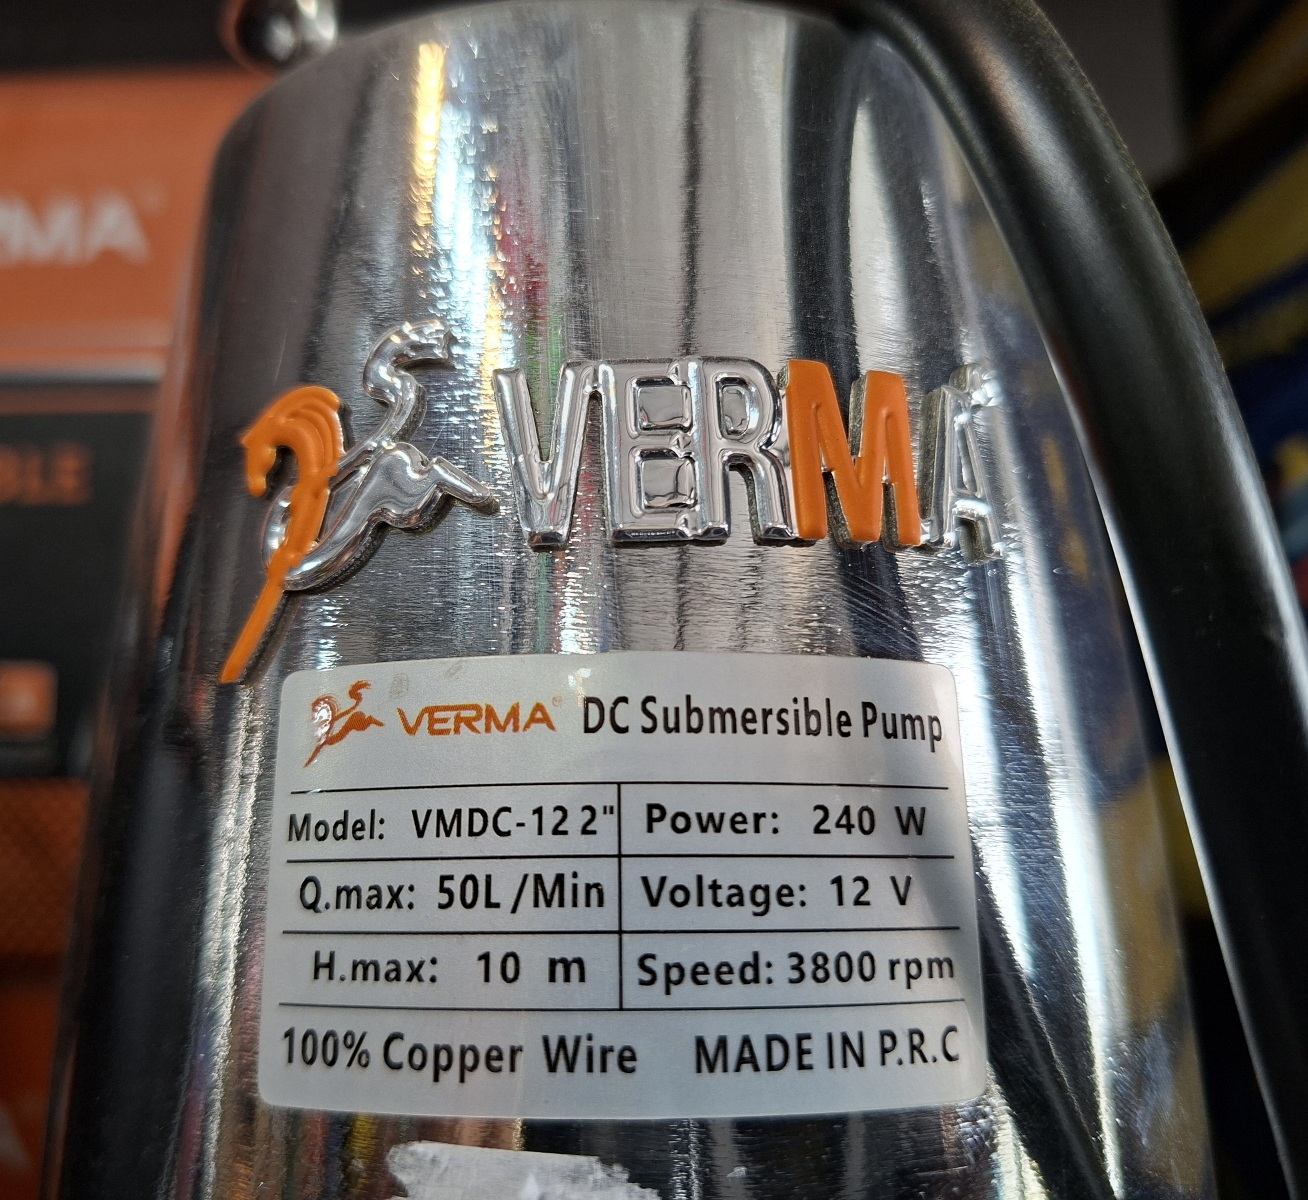 VERMA
VERMA® DC Submersible Pump
Model: VMDC-12 2" Power: 240 W
Q.max: 50L /Min Voltage: 12 V
H.max: 10 m Speed: 3800 rpm
100% Copper Wire MADE IN P.R.C